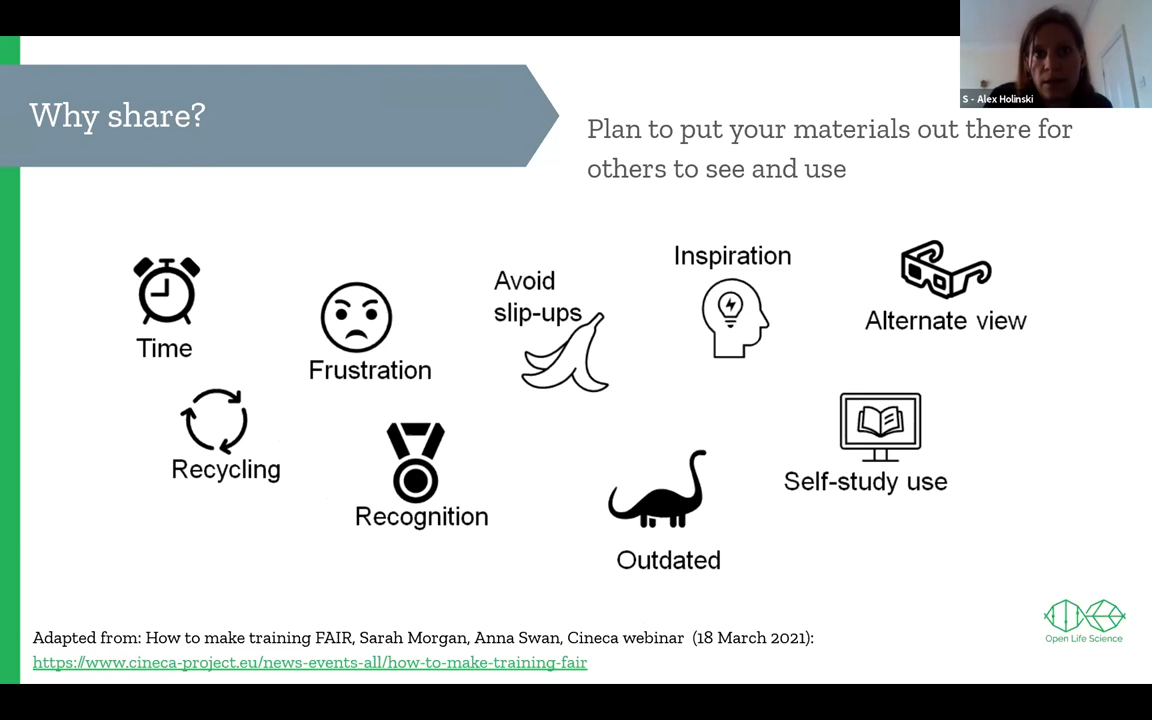 S - Alex Holinski
Why share?
Plan to put your materials out there for
others to see and use
Time
Frustration
Avoid
slip-ups
Inspiration
Alternate view
Recycling
Recognition
Outdated
Self-study use
Open Life Science
Adapted from: How to make training FAIR, Sarah Morgan, Anna Swan, Cineca webinar (18 March 2021):
https://www.cineca-project.eu/news-events-all/how-to-make-training-fair